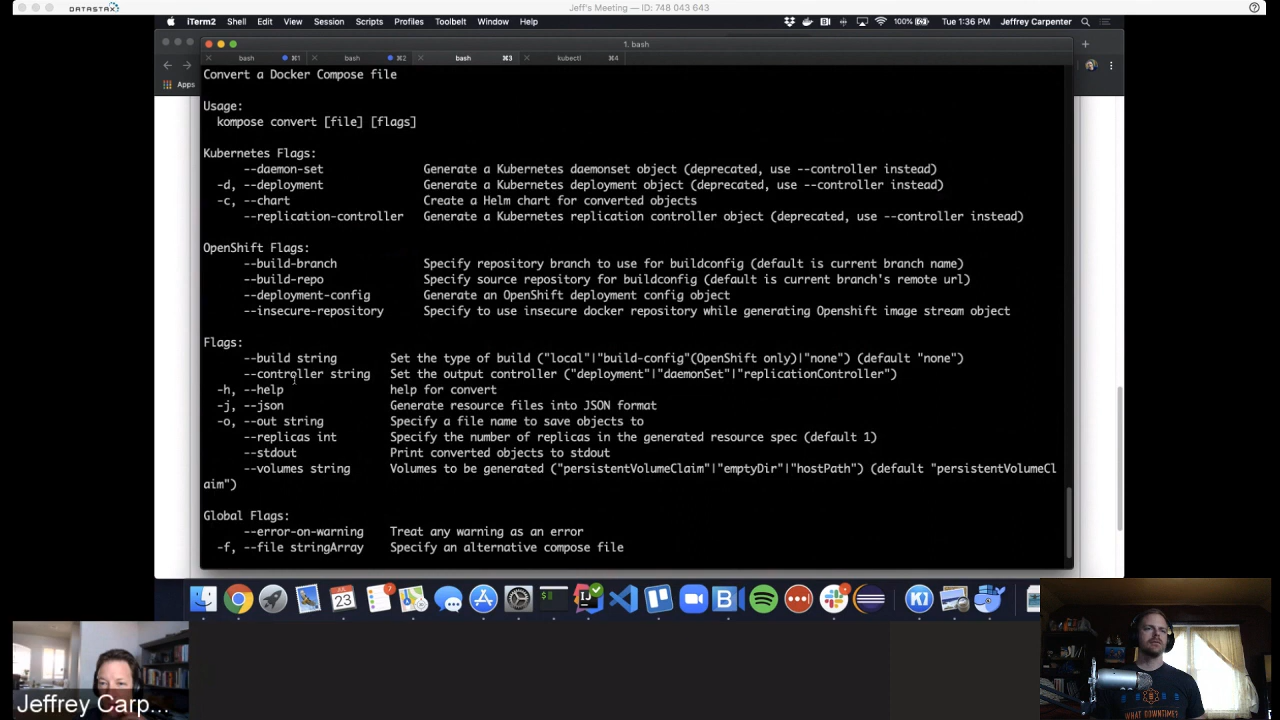 DATASTAX
Jeff's Meeting — ID: 748 043 643
iTerm2 Shell Edit View Session Scripts Profiles Toolbelt Window Help
100% Tue 1:36 PM Jeffrey Carpenter
1. bash
bash ⌘1 bash ⌘2 bash ⌘3 kubectl ⌘4
Apps
Convert a Docker Compose file
Usage:
kompose convert [file] [flags]
Kubernetes Flags:
--daemon-set Generate a Kubernetes daemonset object (deprecated, use --controller instead)
-d, --deployment Generate a Kubernetes deployment object (deprecated, use --controller instead)
-c, --chart Create a Helm chart for converted objects
--replication-controller Generate a Kubernetes replication controller object (deprecated, use --controller instead)
OpenShift Flags:
--build-branch Specify repository branch to use for buildconfig (default is current branch name)
--build-repo Specify source repository for buildconfig (default is current branch's remote url)
--deployment-config Generate an OpenShift deployment config object
--insecure-repository Specify to use insecure docker repository while generating Openshift image stream object
Flags:
--build string Set the type of build ("local"|"build-config"(OpenShift only)|"none") (default "none")
--controller string Set the output controller ("deployment"|"daemonSet"|"replicationController")
-h, --help help for convert
-j, --json Generate resource files into JSON format
-o, --out string Specify a file name to save objects to
--replicas int Specify the number of replicas in the generated resource spec (default 1)
--stdout Print converted objects to stdout
--volumes string Volumes to be generated ("persistentVolumeClaim"|"emptyDir"|"hostPath") (default "persistentVolumeCl
aim")
Global Flags:
--error-on-warning Treat any warning as an error
-f, --file stringArray Specify an alternative compose file
23
7
Jeffrey Carp...
WHAT DOWNTIME?